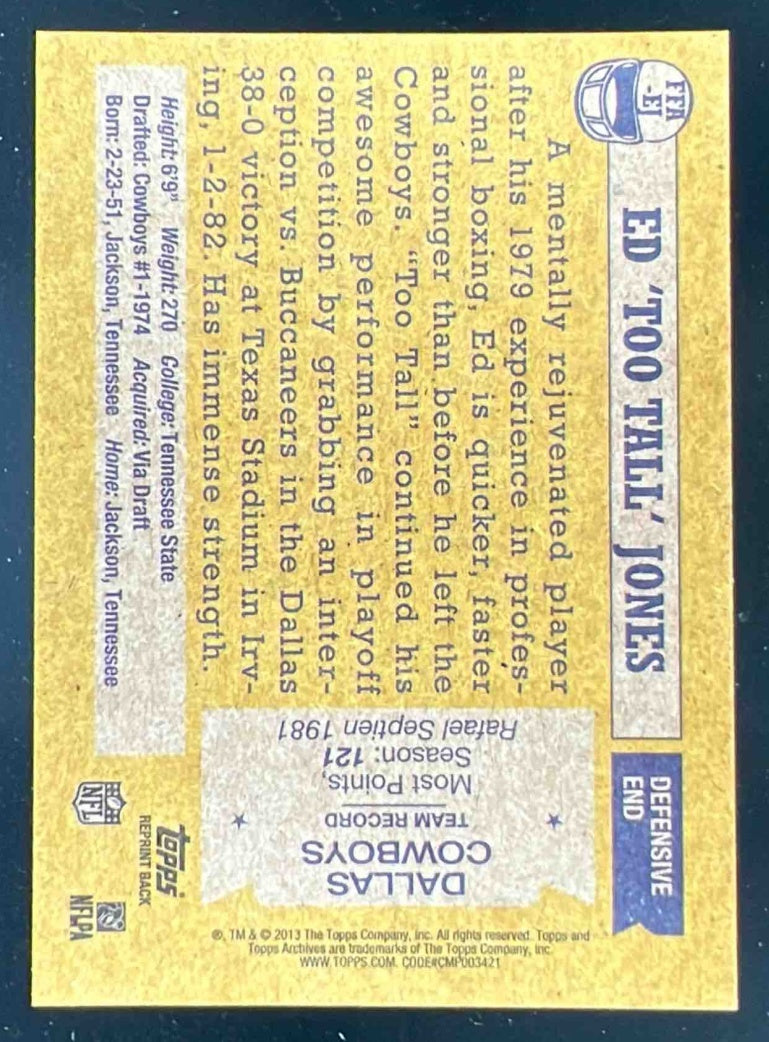 FFA
-EJ
ED 'TOO TALL' JONES
DEFENSIVE
END
A mentally rejuvenated player
after his 1979 experience in profes-
sional boxing, Ed is quicker, faster
and stronger than before he left the
Cowboys. "Too Tall" continued his
awesome performance in playoff
competition by grabbing an inter-
ception vs. Buccaneers in the Dallas
38-0 victory at Texas Stadium in Irv-
ing, 1-2-82. Has immense strength.
Height: 6'9" Weight: 270 College: Tennessee State
Drafted: Cowboys #1-1974 Acquired: Via Draft
Born: 2-23-51, Jackson, Tennessee Home: Jackson, Tennessee
DALLAS
COWBOYS
TEAM RECORD
Most Points,
Season: 121
Rafael Septien 1981
topps
REPRINT BACK
NFL
NFLPA
®, TM & © 2013 The Topps Company, Inc. All rights reserved. Topps and
Topps Archives are trademarks of The Topps Company, Inc.
WWW.TOPPS.COM. CODE#CMP003421